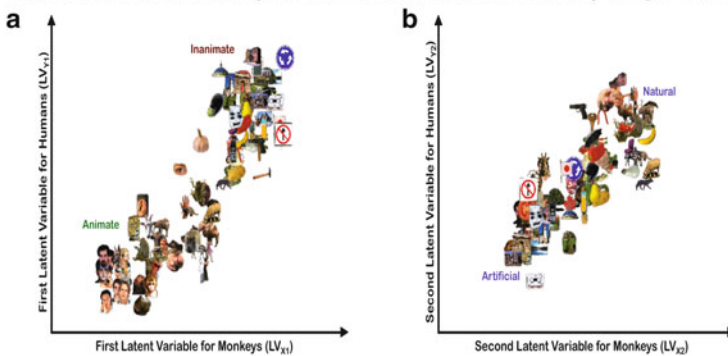 a
b
First Latent Variable for Humans (LVY1)
Inanimate
Animate
First Latent Variable for Monkeys (LVX1)
Second Latent Variable for Humans (LVY2)
Natural
Artificial
Second Latent Variable for Monkeys (LVX2)